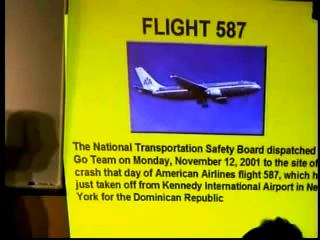 FLIGHT 587
The National Transportation Safety Board dispatched
Go Team on Monday, November 12, 2001 to the site of
crash that day of American Airlines flight 587, which h
just taken off from Kennedy International Airport in Ne
York for the Dominican Republic